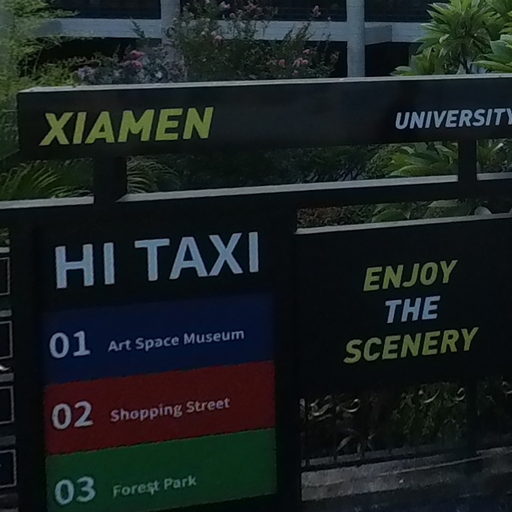 XIAMEN UNIVERSITY
HI TAXI
01 Art Space Museum
02 Shopping Street
03 Forest Park
ENJOY
THE
SCENERY